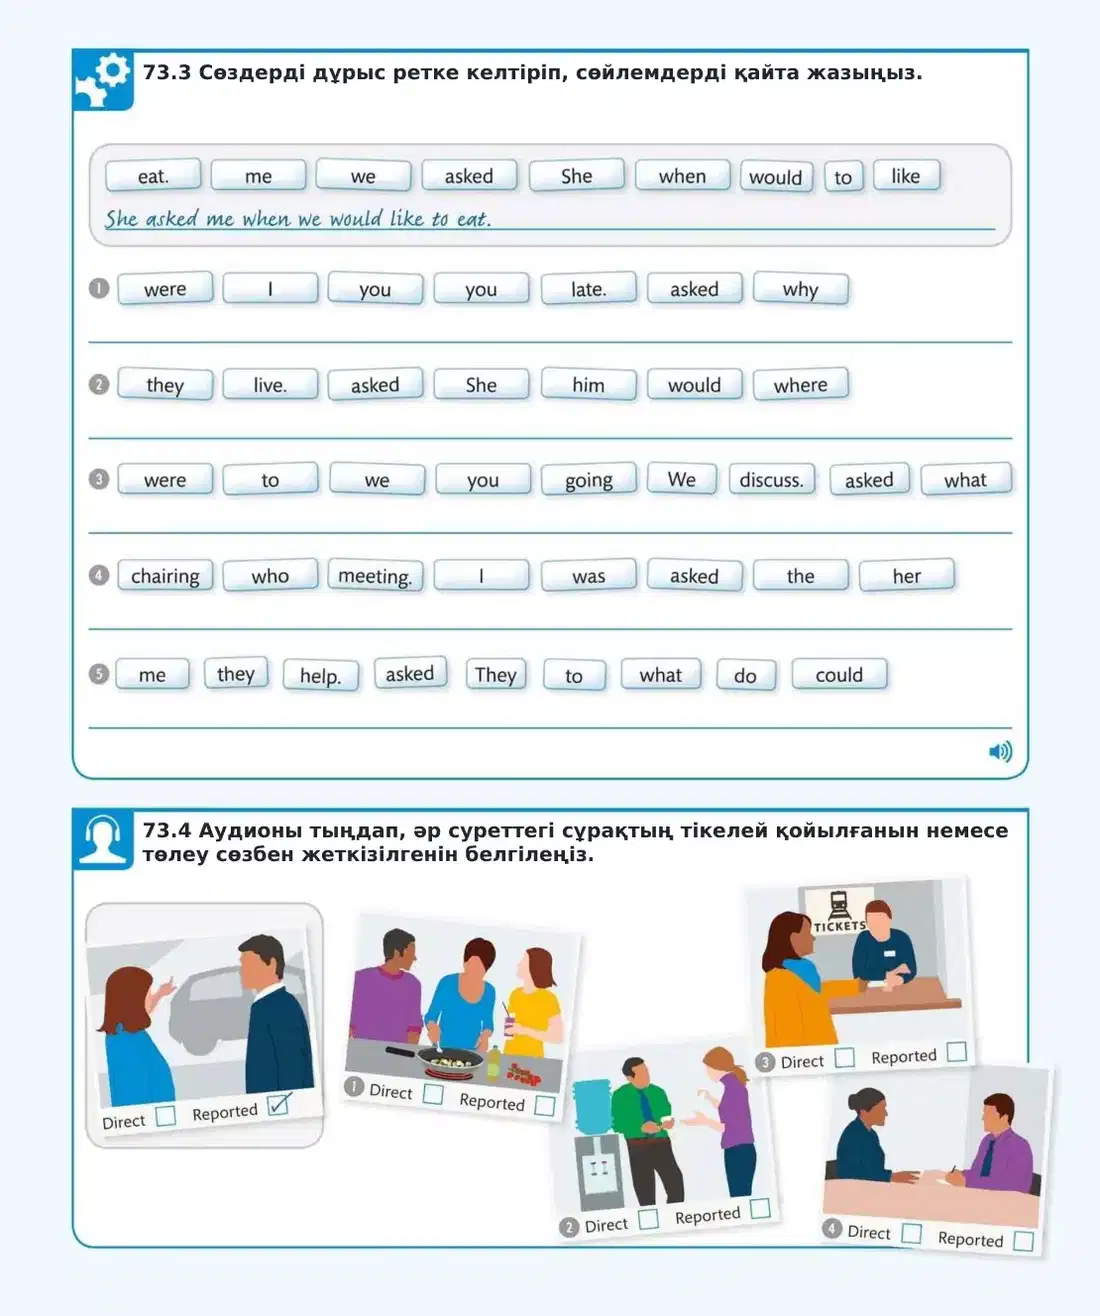 73.3 Сөздерді дұрыс ретке келтіріп, сөйлемдерді қайта жазыңыз.
eat. me we asked She when would to like
She asked me when we would like to eat.
1 were I you you late. asked why
2 they live. asked She him would where
3 were to we you going We discuss. asked what
4 chairing who meeting. I was asked the her
5 me they help. asked They to what do could
73.4 Аудионы тыңдап, әр суреттегі сұрақтың тікелей қойылғанын немесе
төлеу сөзбен жеткізілгенін белгілеңіз.
Direct Reported
1 Direct Reported
2 Direct Reported
TICKETS
3 Direct Reported
4 Direct Reported